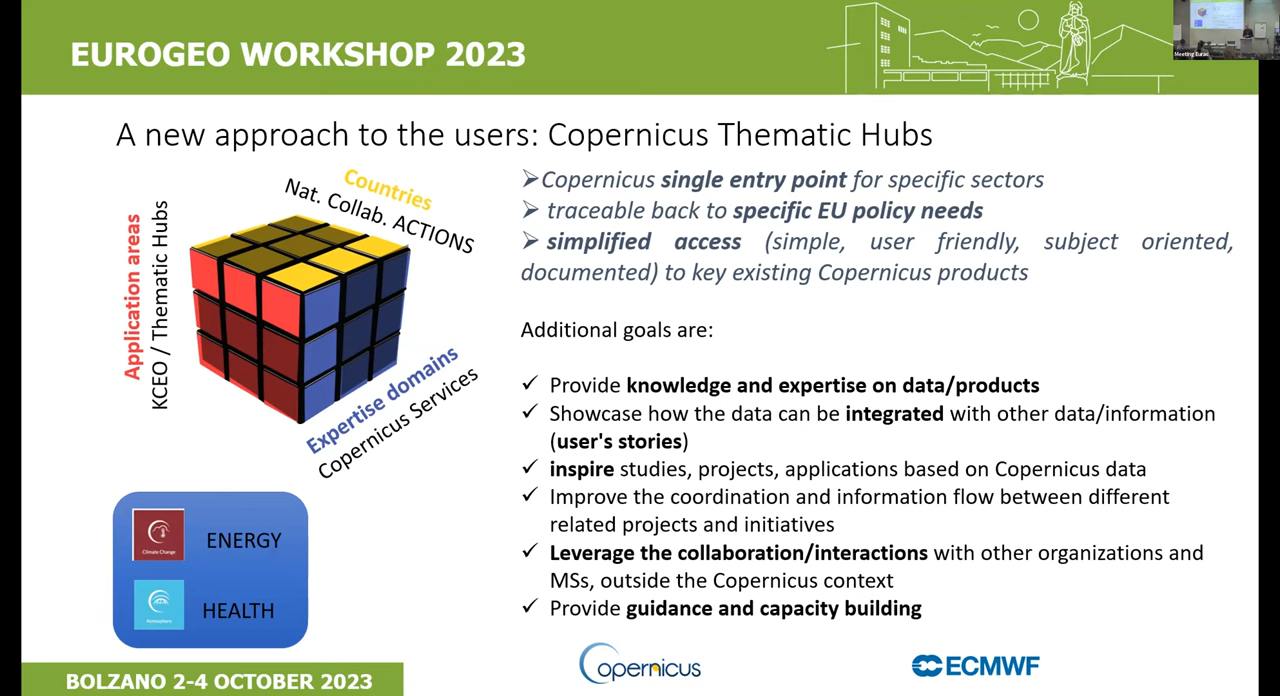 EUROGEO WORKSHOP 2023
Meeting Eurac
A new approach to the users: Copernicus Thematic Hubs
Countries
Nat. Collab. ACTIONS
Application areas
KCEO / Thematic Hubs
Expertise domains
Copernicus Services
➢Copernicus single entry point for specific sectors
➢ traceable back to specific EU policy needs
➢ simplified access (simple, user friendly, subject oriented,
documented) to key existing Copernicus products
Additional goals are:
✓ Provide knowledge and expertise on data/products
✓ Showcase how the data can be integrated with other data/information
(user's stories)
✓ inspire studies, projects, applications based on Copernicus data
✓ Improve the coordination and information flow between different
related projects and initiatives
✓ Leverage the collaboration/interactions with other organizations and
MSs, outside the Copernicus context
✓ Provide guidance and capacity building
Climate Change
ENERGY
Atmosphere
HEALTH
opernicus
ECMWF
BOLZANO 2-4 OCTOBER 2023